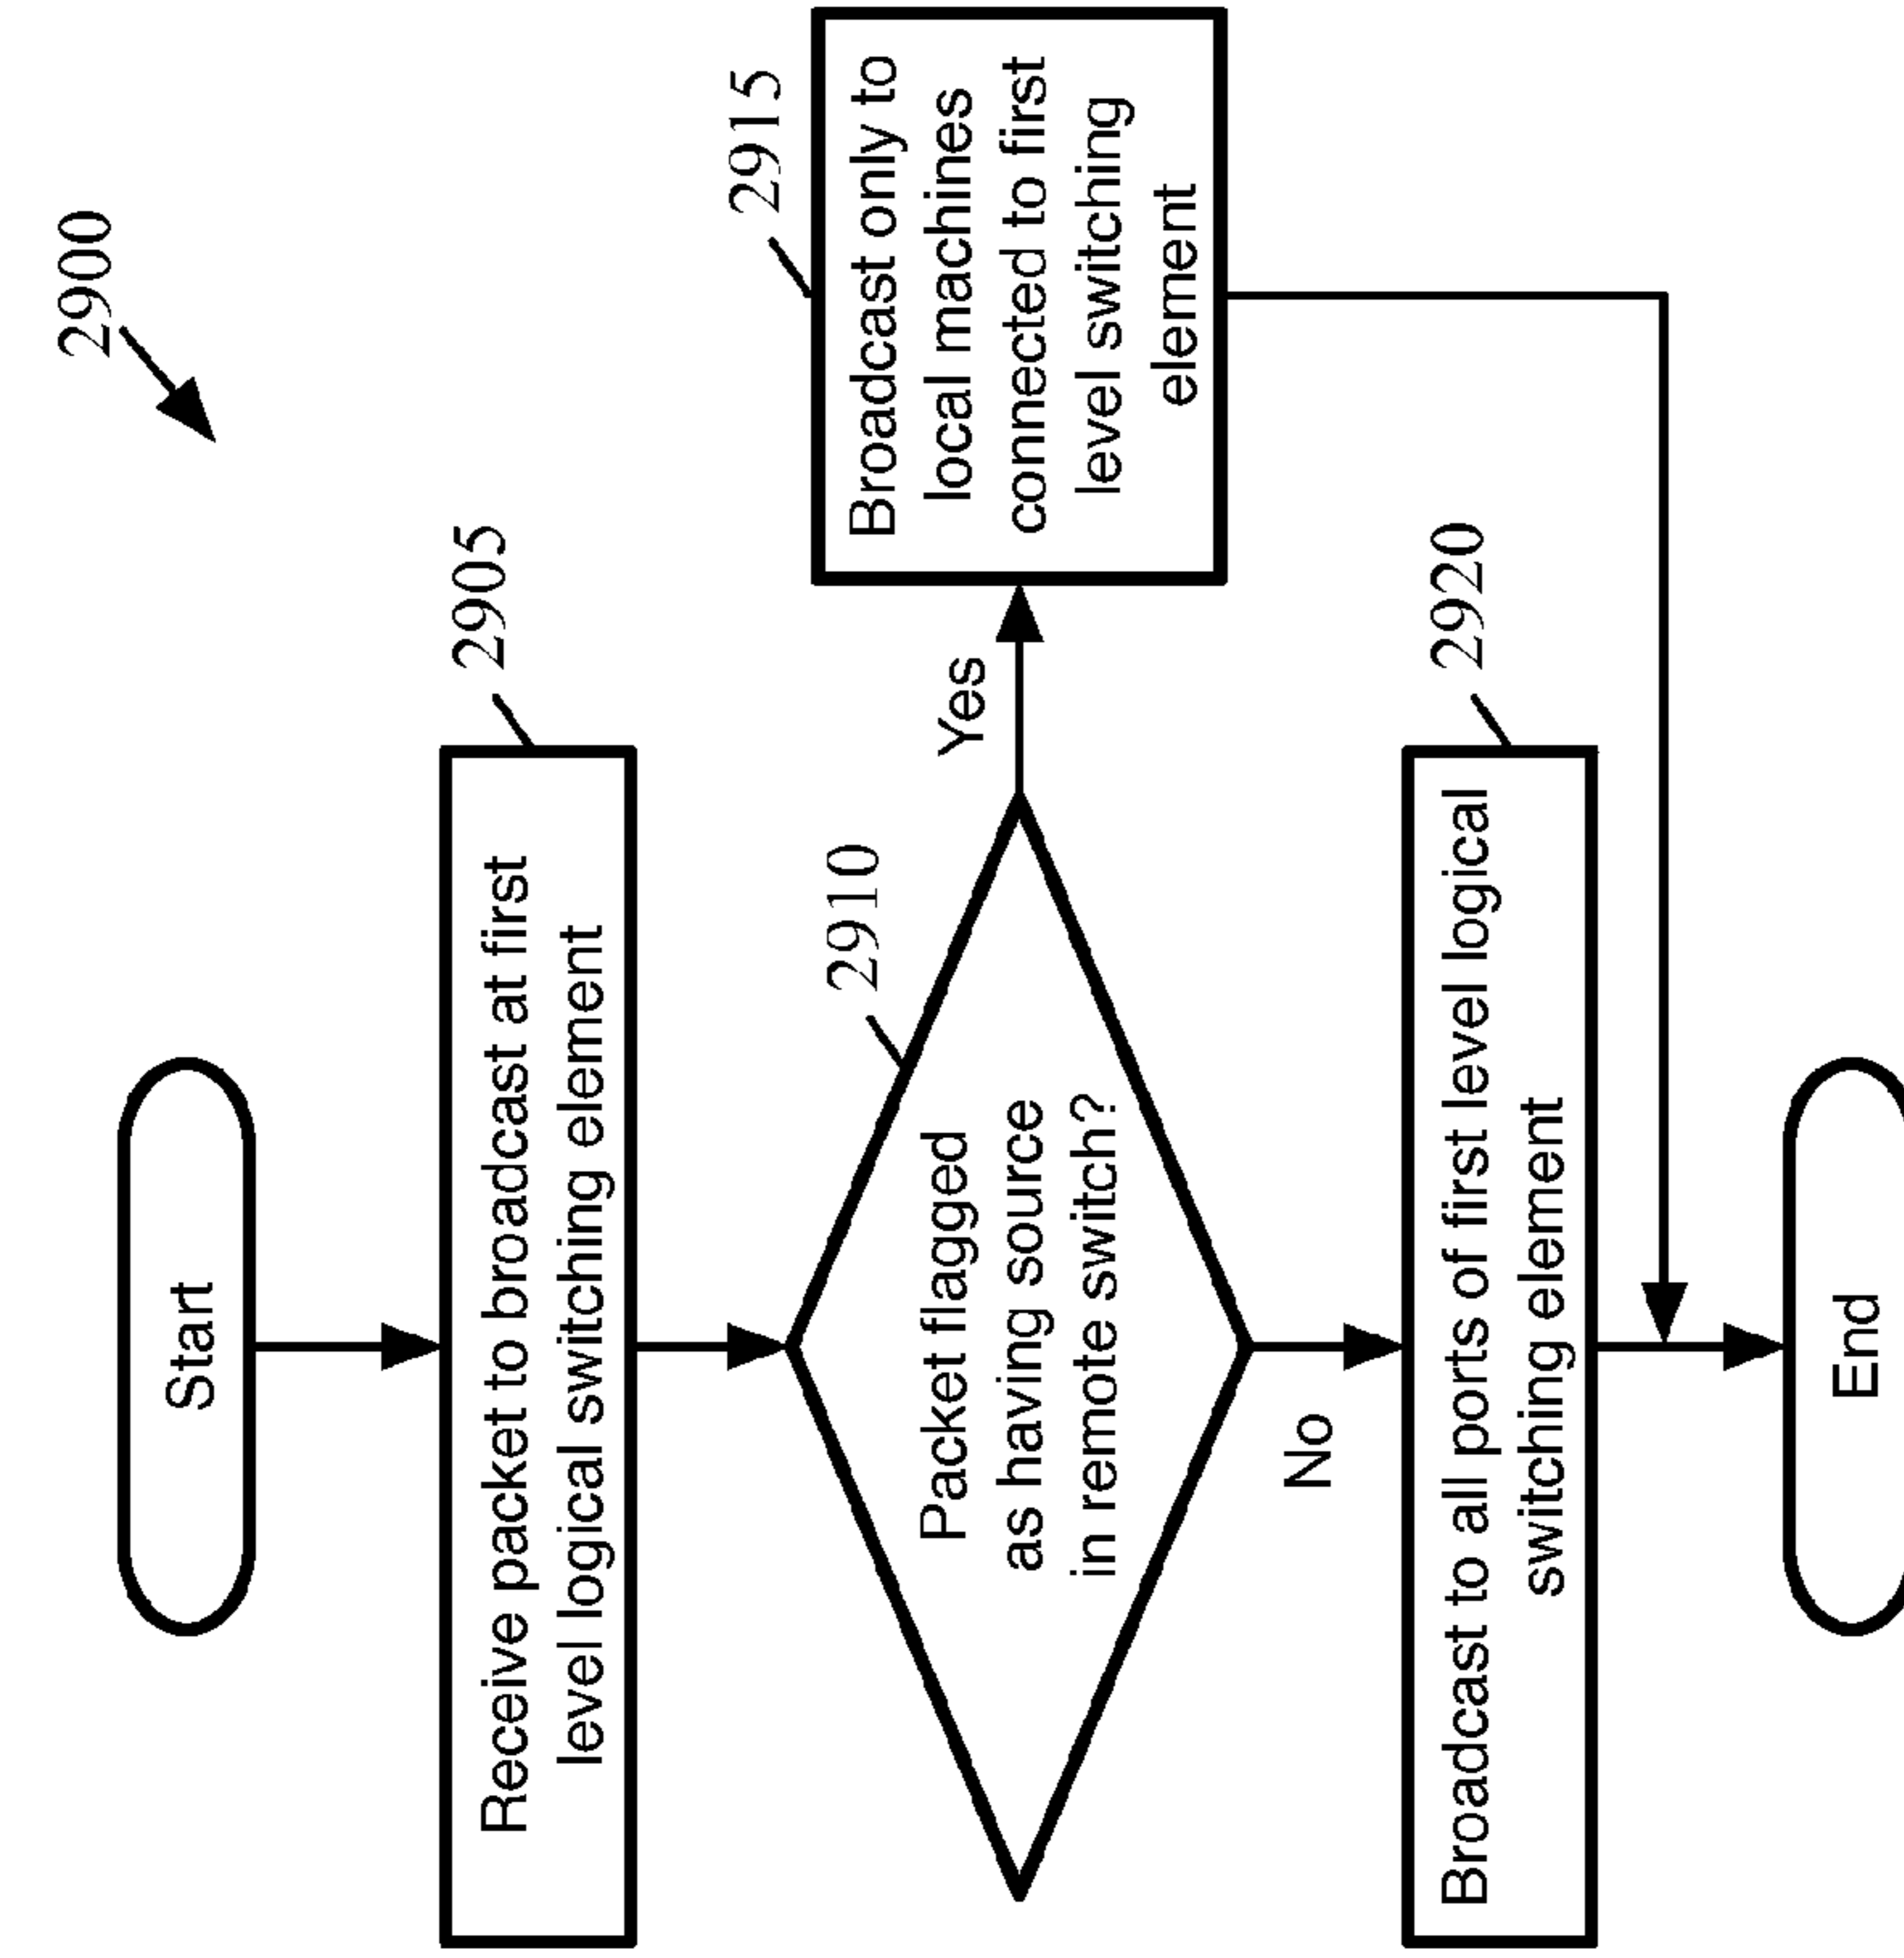 2900
Start
2905
Receive packet to broadcast at first
level logical switching element
2910
Packet flagged
as having source
in remote switch?
Yes
2915
Broadcast only to
local machines
connected to first
level switching
element
No
2920
Broadcast to all ports of first level logical
switching element
End